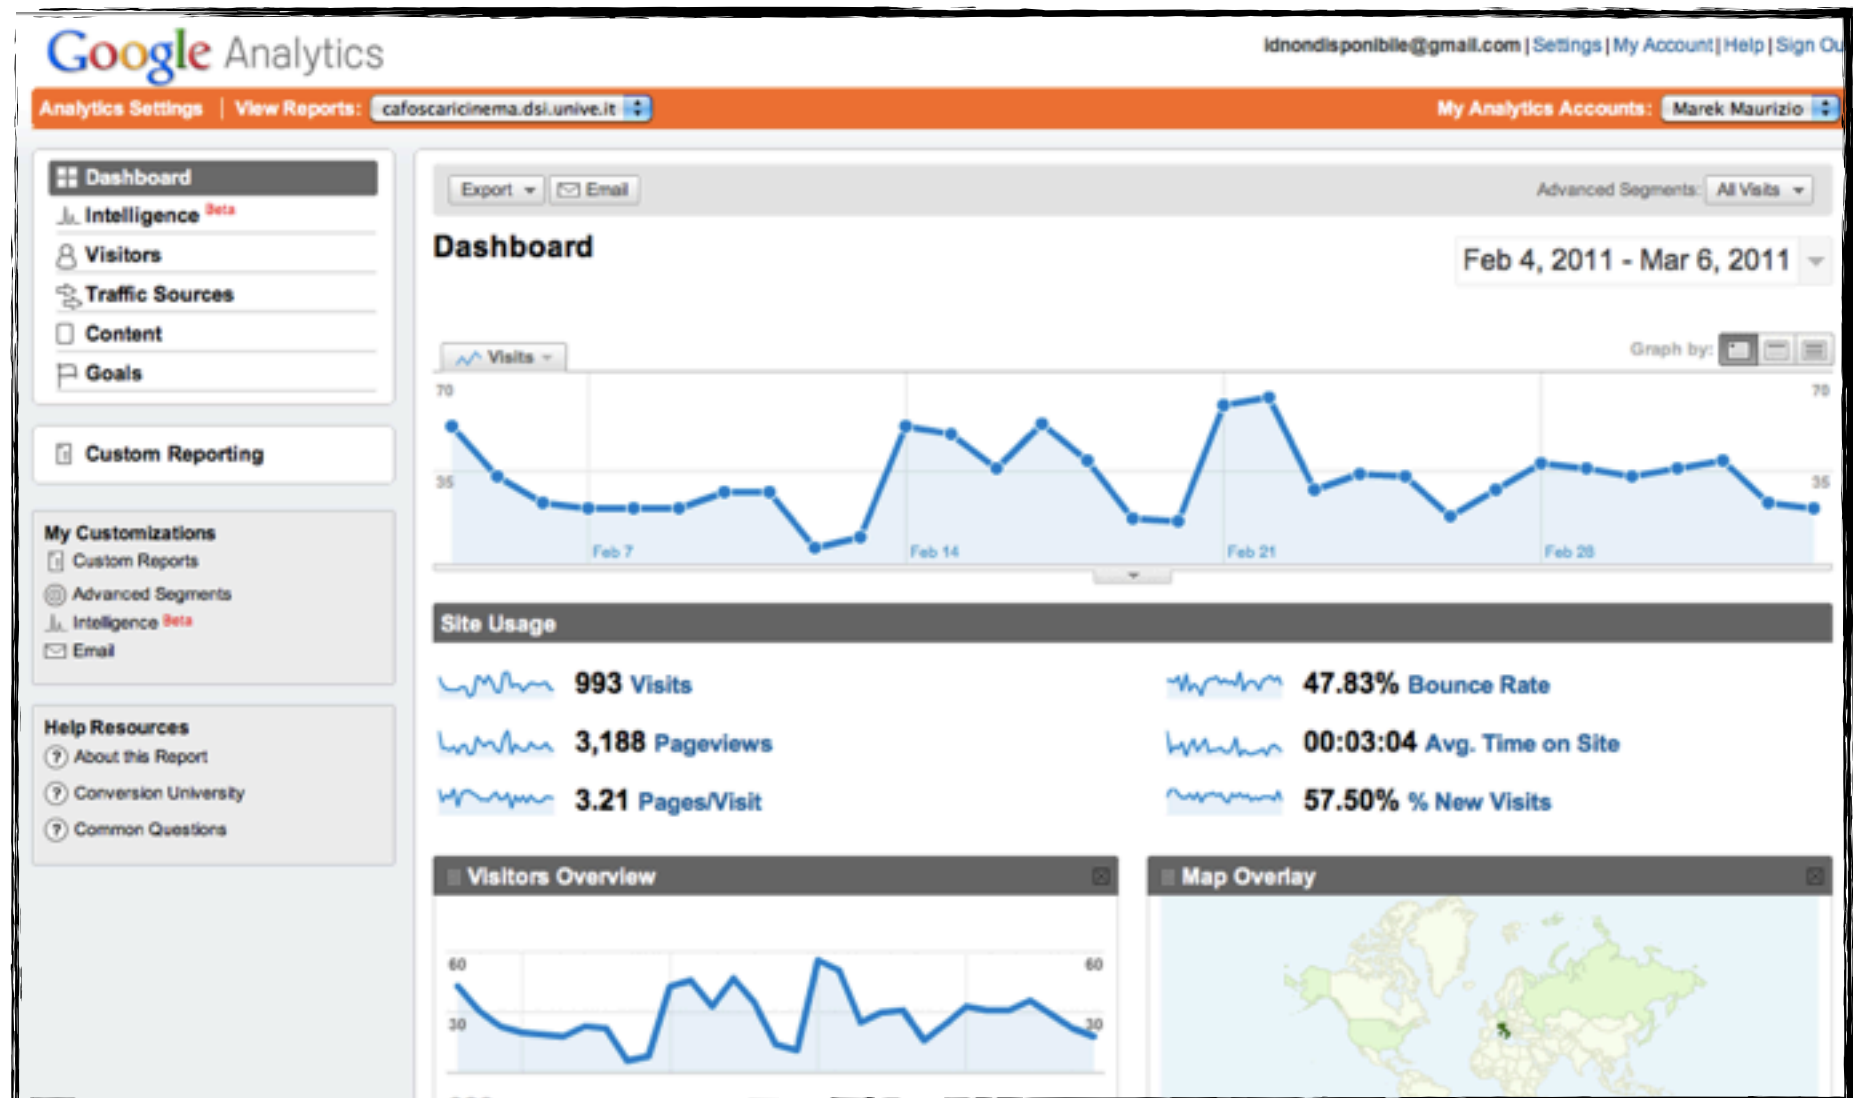 Google Analytics
idnondisponibile@gmail.com | Settings | My Account | Help | Sign Ou
Analytics Settings | View Reports: cafoscaricinema.dsi.unive.it
My Analytics Accounts: Marek Maurizio
Dashboard
Intelligence Beta
Visitors
Traffic Sources
Content
Goals
Custom Reporting
My Customizations
Custom Reports
Advanced Segments
Intelligence Beta
Email
Help Resources
About this Report
Conversion University
Common Questions
Export Email
Advanced Segments: All Visits
Dashboard
Feb 4, 2011 - Mar 6, 2011
Visits
Graph by:
70 70
35 35
Feb 7 Feb 14 Feb 21 Feb 28
Site Usage
993 Visits
3,188 Pageviews
3.21 Pages/Visit
47.83% Bounce Rate
00:03:04 Avg. Time on Site
57.50% % New Visits
Visitors Overview
60 60
30 30
Map Overlay